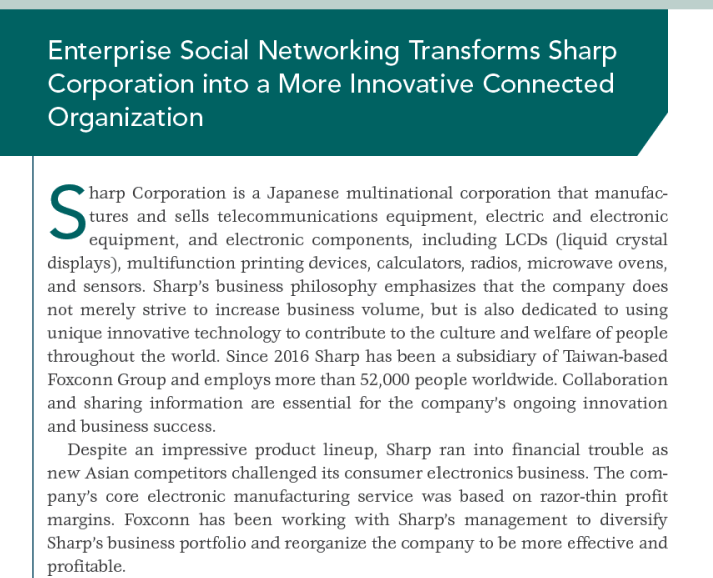 Enterprise Social Networking Transforms Sharp
Corporation into a More Innovative Connected
Organization
Sharp Corporation is a Japanese multinational corporation that manufac-
tures and sells telecommunications equipment, electric and electronic
equipment, and electronic components, including LCDs (liquid crystal
displays), multifunction printing devices, calculators, radios, microwave ovens,
and sensors. Sharp's business philosophy emphasizes that the company does
not merely strive to increase business volume, but is also dedicated to using
unique innovative technology to contribute to the culture and welfare of people
throughout the world. Since 2016 Sharp has been a subsidiary of Taiwan-based
Foxconn Group and employs more than 52,000 people worldwide. Collaboration
and sharing information are essential for the company's ongoing innovation
and business success.
Despite an impressive product lineup, Sharp ran into financial trouble as
new Asian competitors challenged its consumer electronics business. The com-
pany's core electronic manufacturing service was based on razor-thin profit
margins. Foxconn has been working with Sharp's management to diversify
Sharp's business portfolio and reorganize the company to be more effective and
profitable.